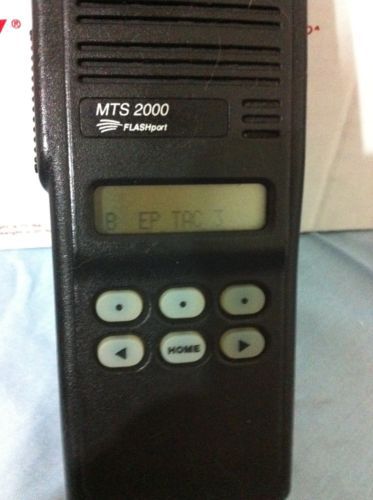 MTS 2000
FLASHport
B EP TAC 3
HOME